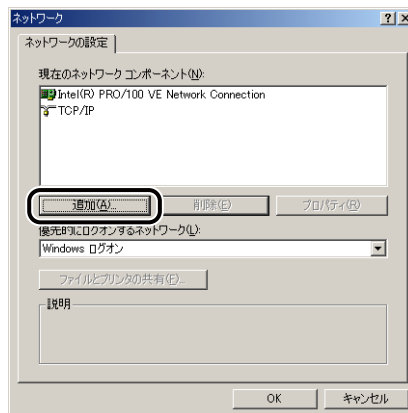 ネットワーク
ネットワークの設定
現在のネットワーク コンポーネント(N):
Intel(R) PRO/100 VE Network Connection
TCP/IP
追加(A)...
削除(E)
プロパティ(R)
優先的にログオンするネットワーク(L):
Windows ログオン
ファイルとプリンタの共有(F)...
説明
OK
キャンセル